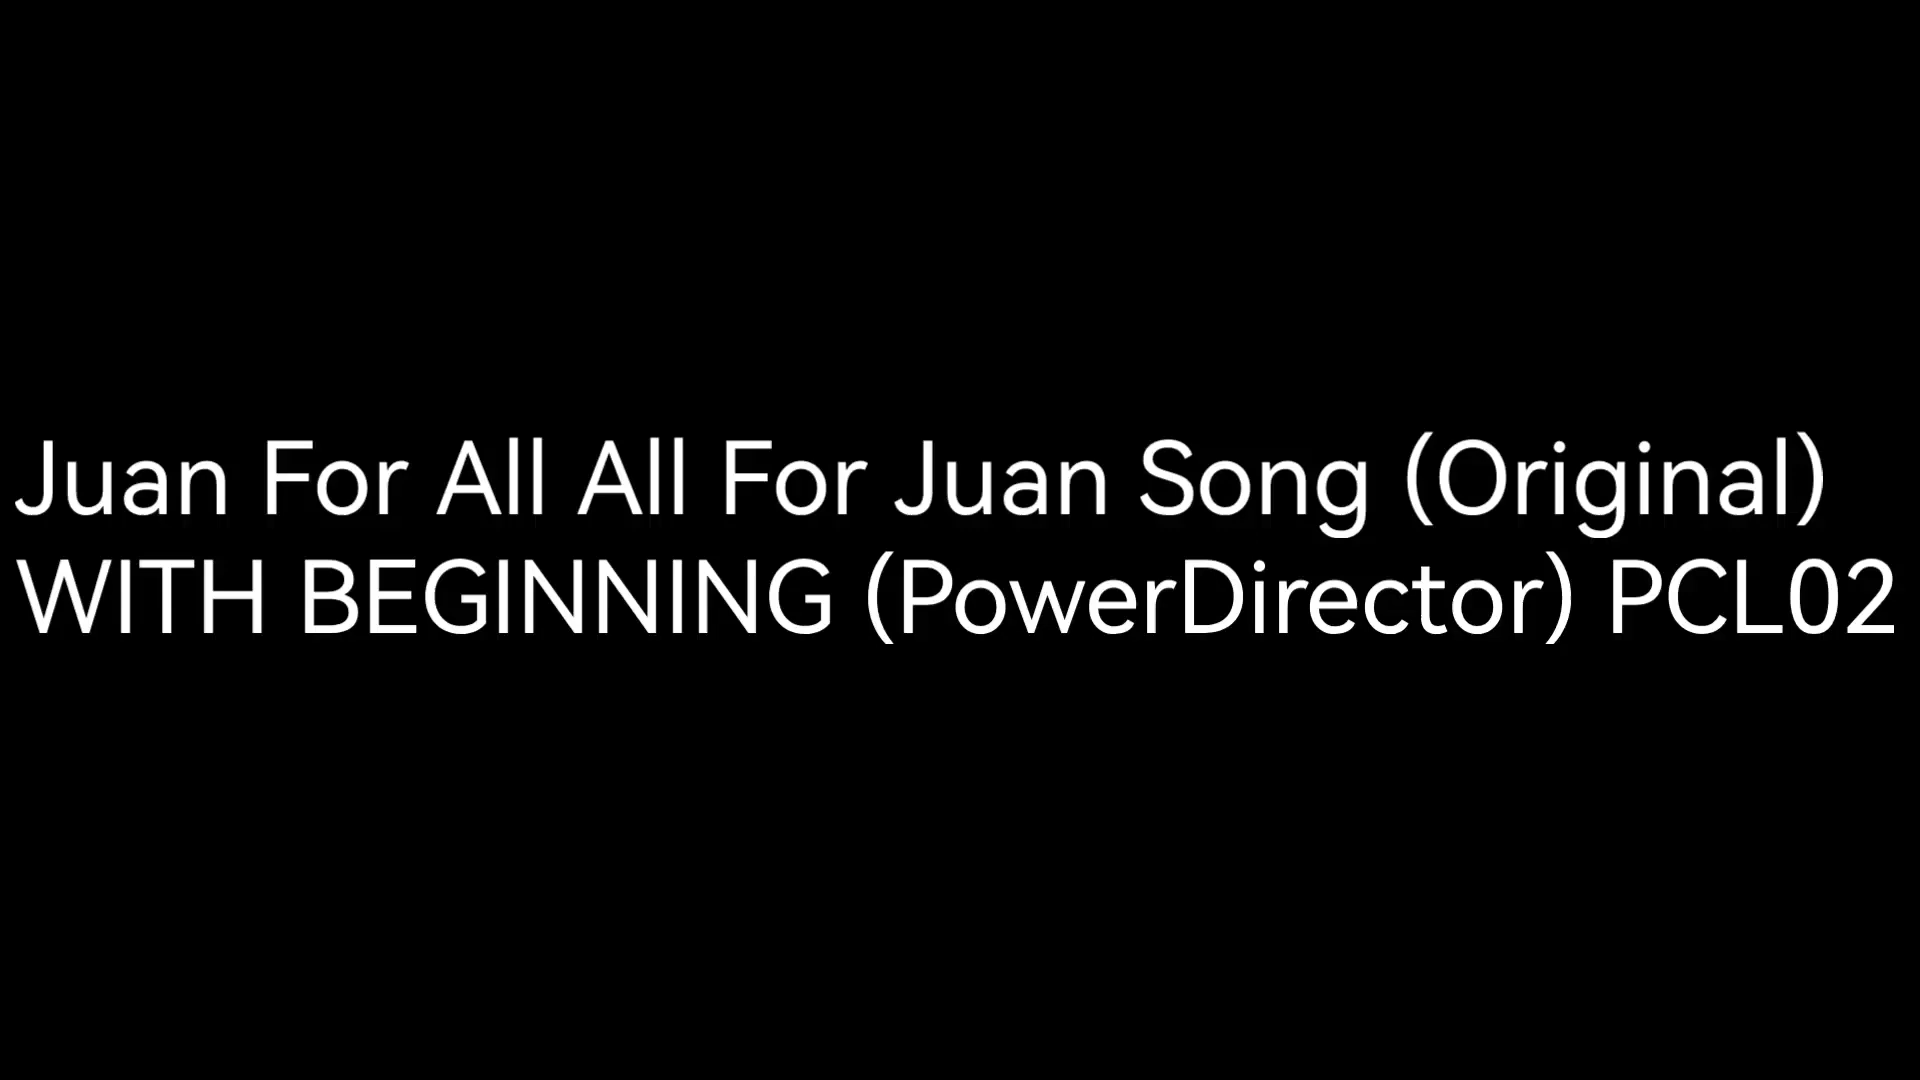 Juan For All All For Juan Song (Original)
WITH BEGINNING (PowerDirector) PCL02